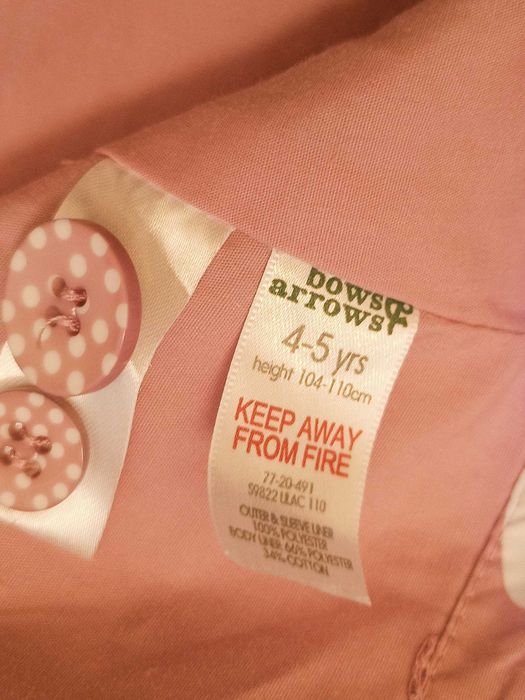 bows &
arrows
4-5 yrs
height 104-110cm
KEEP AWAY
FROM FIRE
77-20-491
S9822 LILAC 110
OUTER & SLEEVE LINER
100% POLYESTER
BODY LINER 66% POLYESTER
34% COTTON